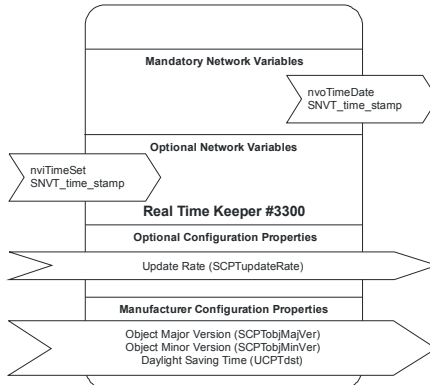 Mandatory Network Variables
nvoTimeDate
SNVT_time_stamp
Optional Network Variables
nviTimeSet
SNVT_time_stamp
Real Time Keeper #3300
Optional Configuration Properties
Update Rate (SCPTupdateRate)
Manufacturer Configuration Properties
Object Major Version (SCPTobjMajVer)
Object Minor Version (SCPTobjMinVer)
Daylight Saving Time (UCPTdst)